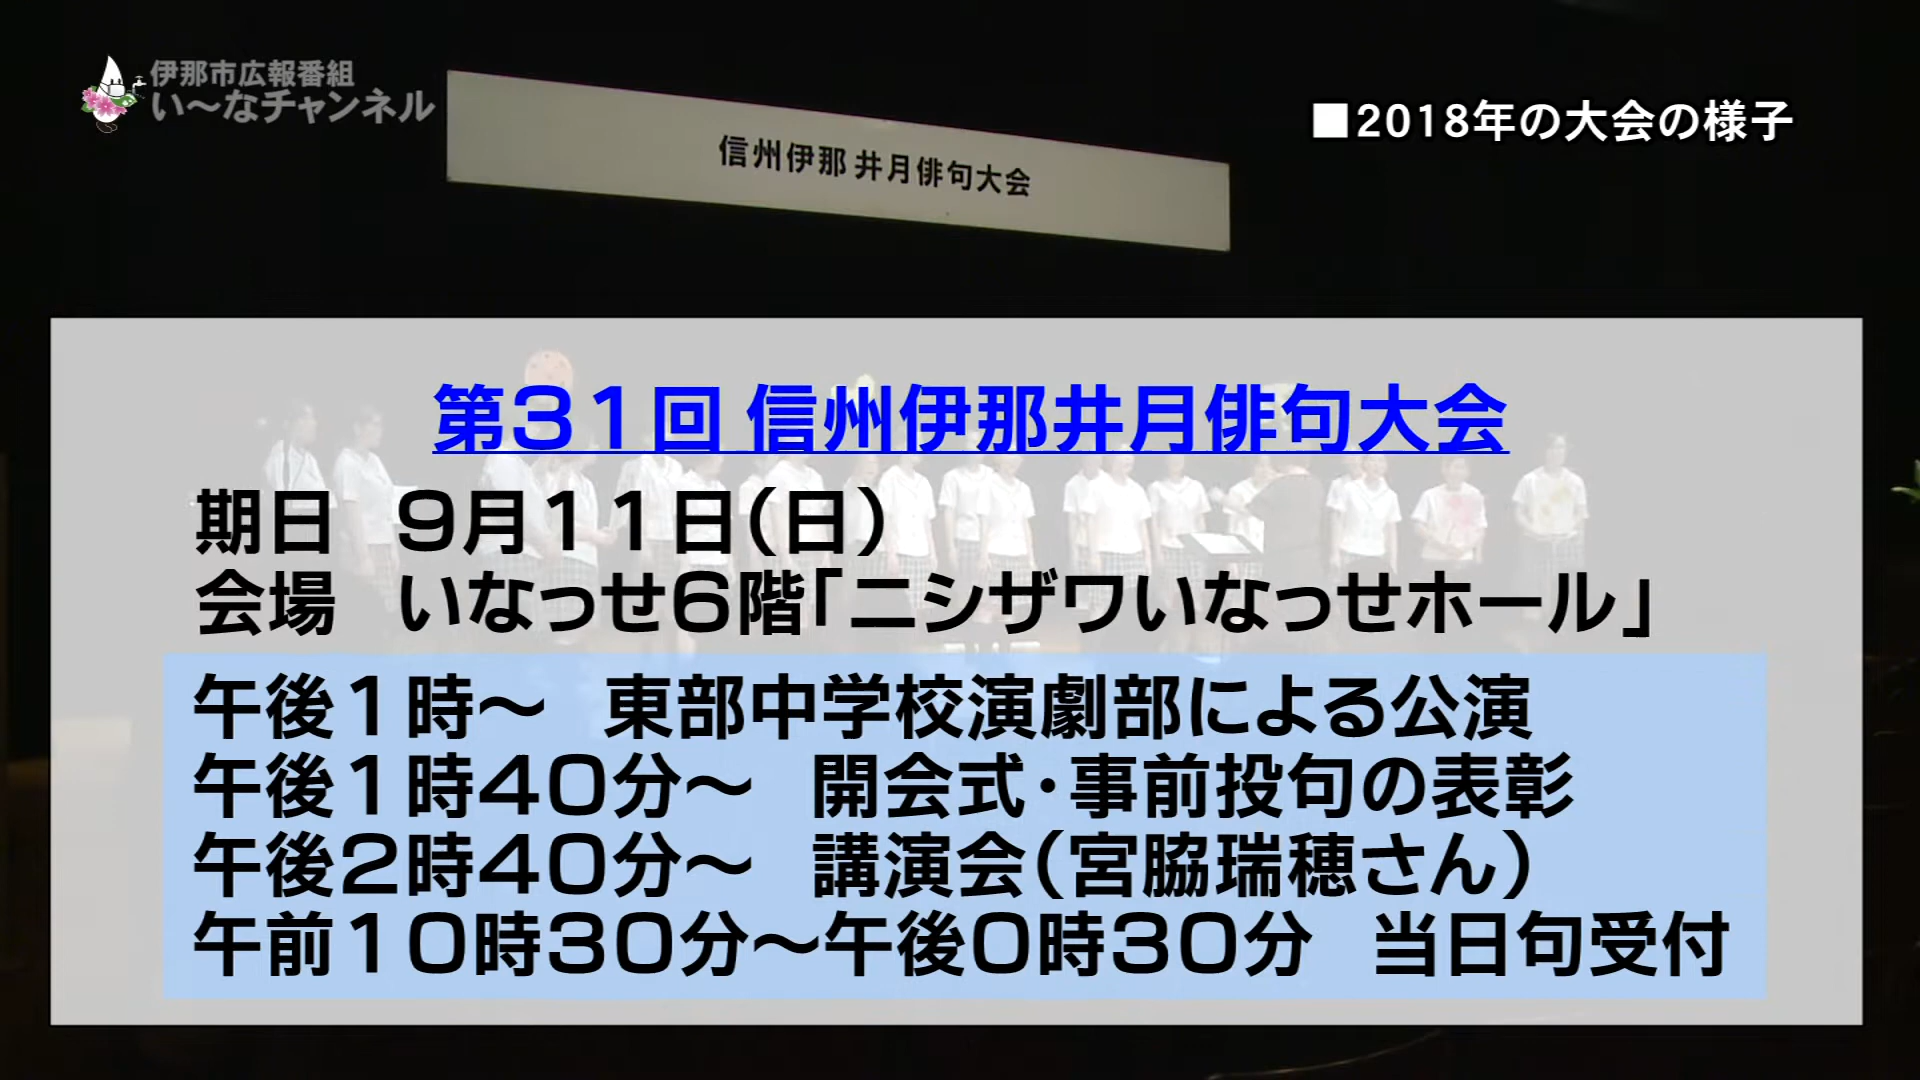 伊那市広報番組
い～なチャンネル
■2018年の大会の様子
信州伊那 井月俳句大会
第３１回 信州伊那井月俳句大会
期日　９月１１日（日）
会場　いなっせ６階「ニシザワいなっせホール」
午後１時～　東部中学校演劇部による公演
午後１時４０分～　開会式・事前投句の表彰
午後２時４０分～　講演会（宮脇瑞穂さん）
午前１０時３０分～午後０時３０分　当日句受付